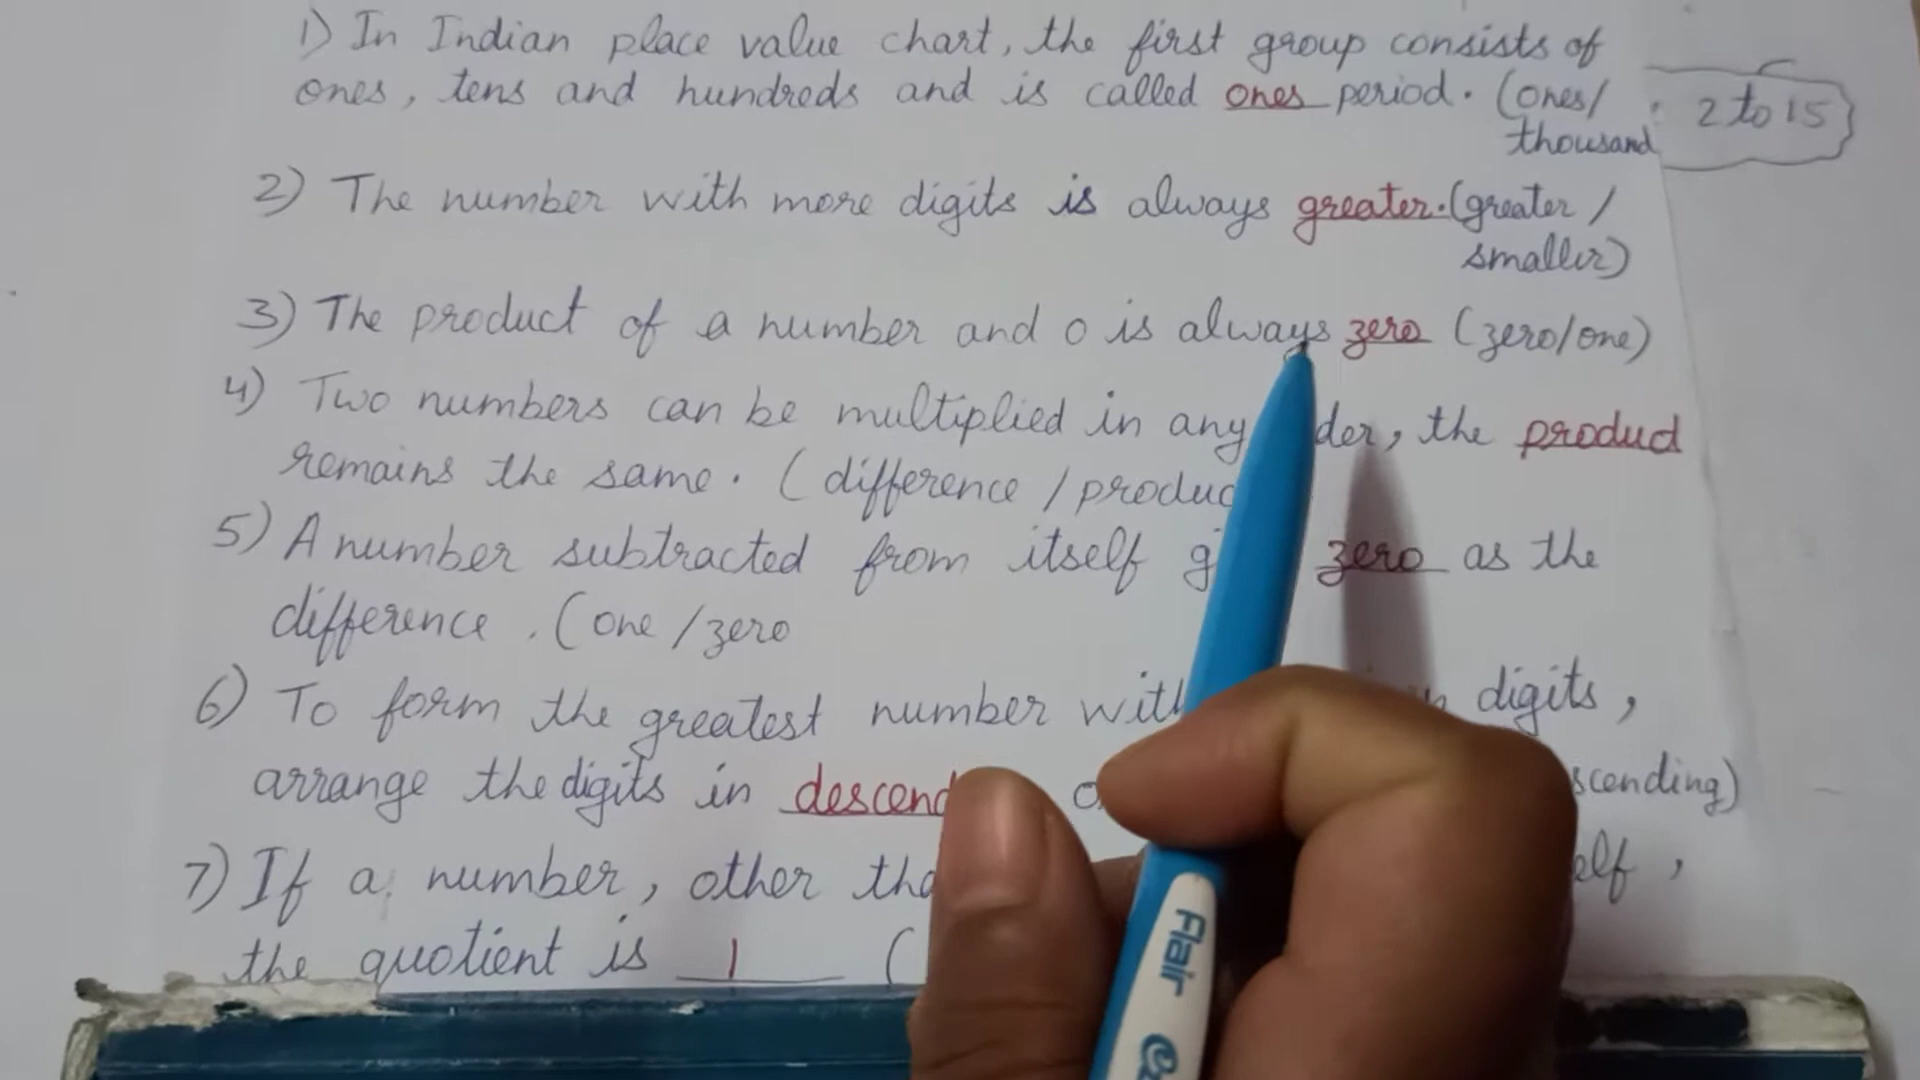 1) In Indian place value chart, the first group consists of
ones, tens and hundreds and is called ones period. (ones/
thousand
2 to 15
2) The number with more digits is always greater. (greater /
smaller)
3) The product of a number and 0 is always zero (zero/one)
4) Two numbers can be multiplied in any der, the product
remains the same. (difference / produc
5) A number subtracted from itself g zero as the
difference. (one /zero
6) To form the greatest number with digits,
arrange the digits in descend scending)
7) If a number, other tha elf,
the quotient is 1 (
Flair